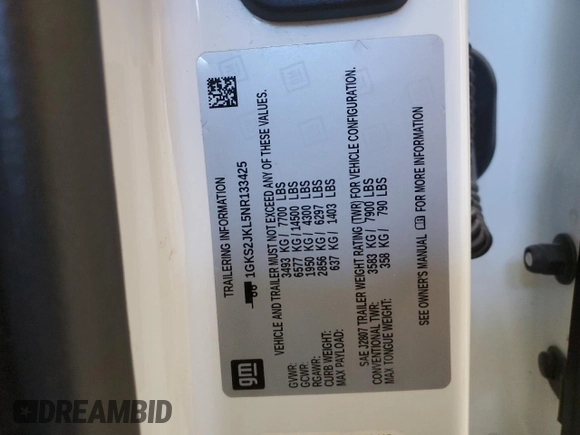 TRAILERING INFORMATION
1GKS2JKL5NR133425
VEHICLE AND TRAILER MUST NOT EXCEED ANY OF THESE VALUES.
GVWR: 3493 KG / 7700 LBS
GCWR: 6577 KG / 14500 LBS
RGAWR: 1950 KG / 4300 LBS
CURB WEIGHT: 2856 KG / 6297 LBS
MAX PAYLOAD: 637 KG / 1403 LBS
SAE J2807 TRAILER WEIGHT RATING (TWR) FOR VEHICLE CONFIGURATION.
CONVENTIONAL TWR: 3583 KG / 7900 LBS
MAX TONGUE WEIGHT: 358 KG / 790 LBS
SEE OWNER'S MANUAL FOR MORE INFORMATION
gm
DREAMBID